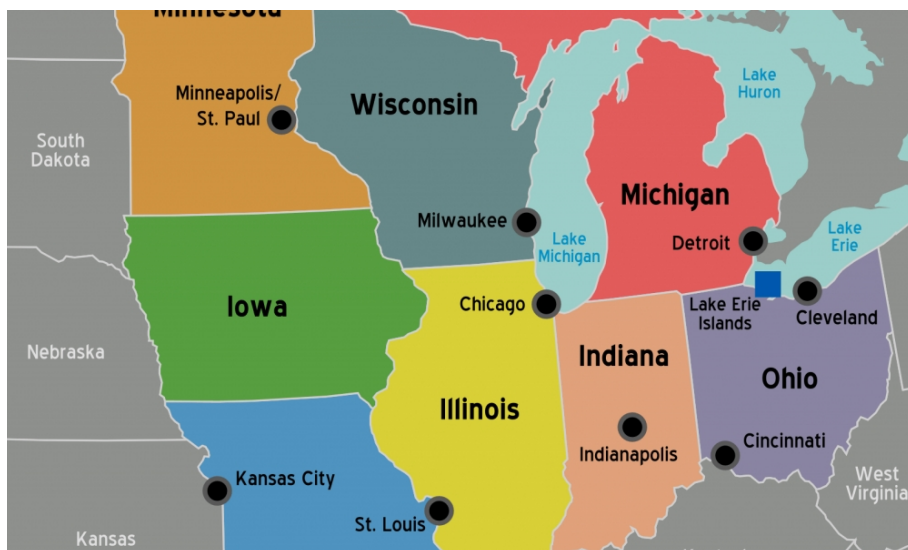 Minnesota
Minneapolis/
St. Paul
Wisconsin
Lake
Huron
South
Dakota
Michigan
Milwaukee
Lake
Michigan
Detroit
Lake
Erie
Iowa
Chicago
Lake Erie
Islands
Cleveland
Nebraska
Indiana
Illinois
Ohio
Indianapolis
Cincinnati
Kansas City
West
Virginia
St. Louis
Kansas